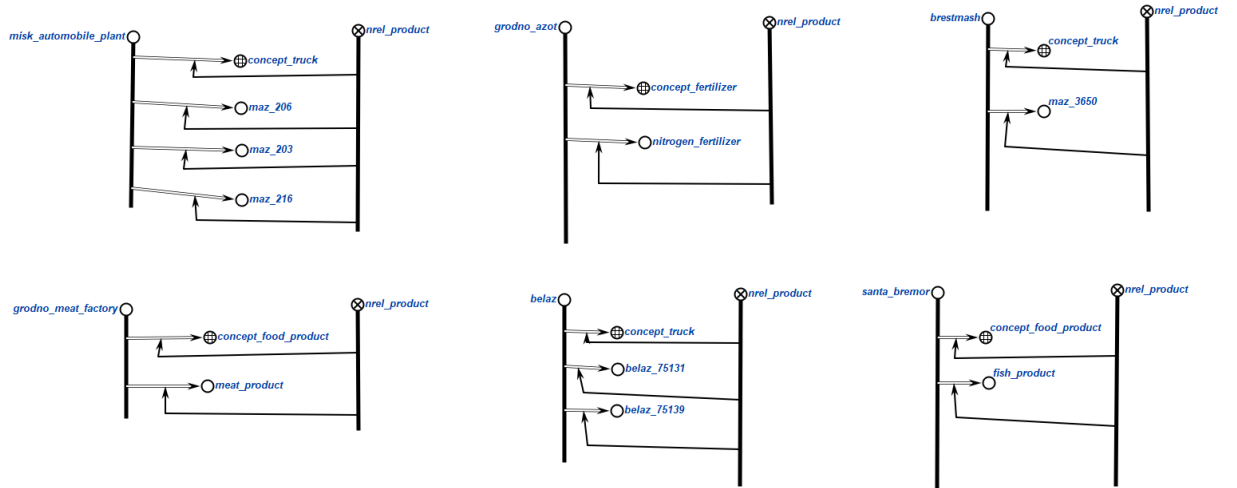 misk_automobile_plant
nrel_product
concept_truck
maz_206
maz_203
maz_216
grodno_azot
nrel_product
concept_fertilizer
nitrogen_fertilizer
brestmash
nrel_product
concept_truck
maz_3650
grodno_meat_factory
nrel_product
concept_food_product
meat_product
belaz
nrel_product
concept_truck
belaz_75131
belaz_75139
santa_bremor
nrel_product
concept_food_product
fish_product